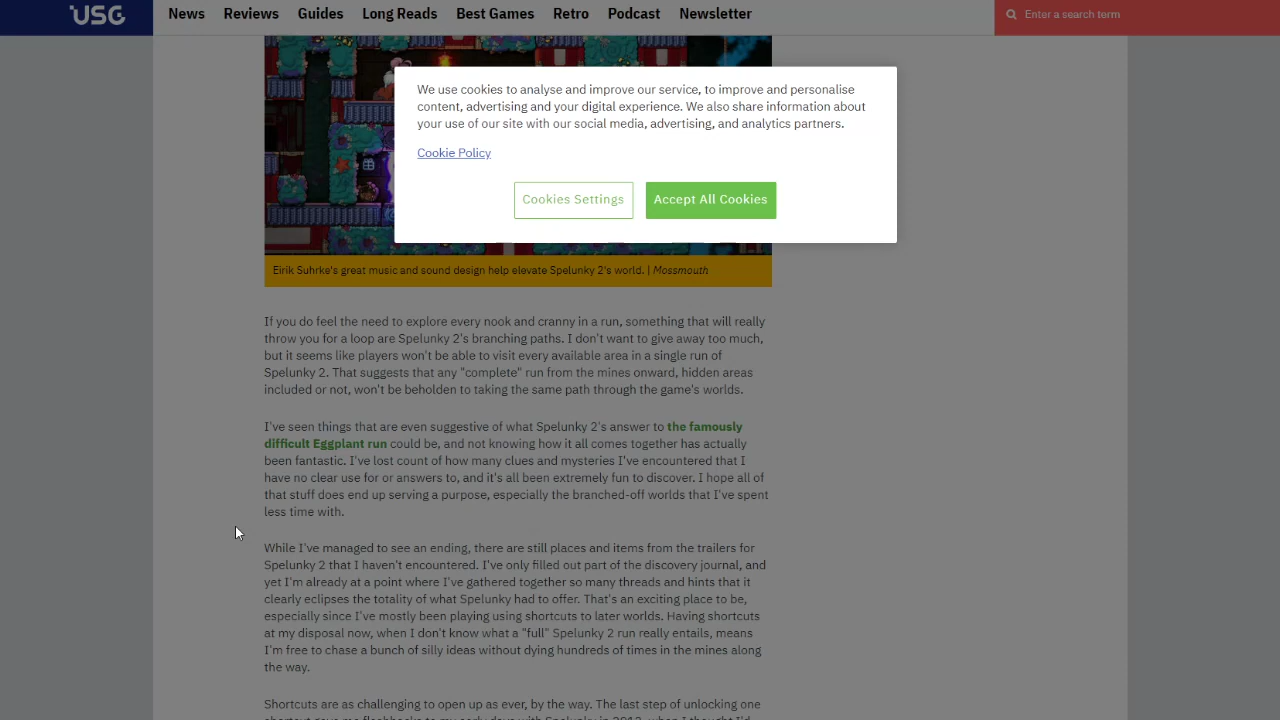 USG
News Reviews Guides Long Reads Best Games Retro Podcast Newsletter
Enter a search term
We use cookies to analyse and improve our service, to improve and personalise
content, advertising and your digital experience. We also share information about
your use of our site with our social media, advertising, and analytics partners.
Cookie Policy
Cookies Settings
Accept All Cookies
Eirik Suhrke's great music and sound design help elevate Spelunky 2's world. | Mossmouth
If you do feel the need to explore every nook and cranny in a run, something that will really
throw you for a loop are Spelunky 2's branching paths. I don't want to give away too much,
but it seems like players won't be able to visit every available area in a single run of
Spelunky 2. That suggests that any "complete" run from the mines onward, hidden areas
included or not, won't be beholden to taking the same path through the game's worlds.
I've seen things that are even suggestive of what Spelunky 2's answer to the famously
difficult Eggplant run could be, and not knowing how it all comes together has actually
been fantastic. I've lost count of how many clues and mysteries I've encountered that I
have no clear use for or answers to, and it's all been extremely fun to discover. I hope all of
that stuff does end up serving a purpose, especially the branched-off worlds that I've spent
less time with.
While I've managed to see an ending, there are still places and items from the trailers for
Spelunky 2 that I haven't encountered. I've only filled out part of the discovery journal, and
yet I'm already at a point where I've gathered together so many threads and hints that it
clearly eclipses the totality of what Spelunky had to offer. That's an exciting place to be,
especially since I've mostly been playing using shortcuts to later worlds. Having shortcuts
at my disposal now, when I don't know what a "full" Spelunky 2 run really entails, means
I'm free to chase a bunch of silly ideas without dying hundreds of times in the mines along
the way.
Shortcuts are as challenging to open up as ever, by the way. The last step of unlocking one
shortcut gave me flashbacks to my early days with Spelunky in 2012, when I thought I'd